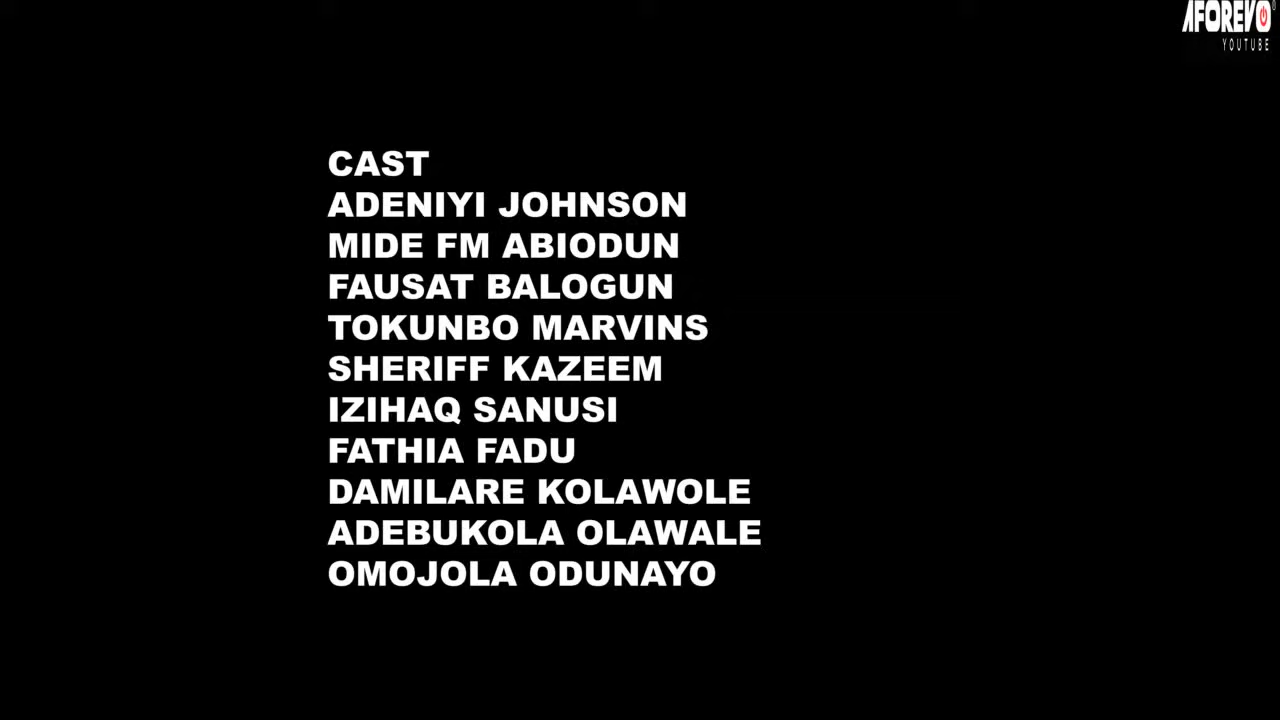 AFOREVO
YOUTUBE
CAST
ADENIYI JOHNSON
MIDE FM ABIODUN
FAUSAT BALOGUN
TOKUNBO MARVINS
SHERIFF KAZEEM
IZIHAQ SANUSI
FATHIA FADU
DAMILARE KOLAWOLE
ADEBUKOLA OLAWALE
OMOJOLA ODUNAYO